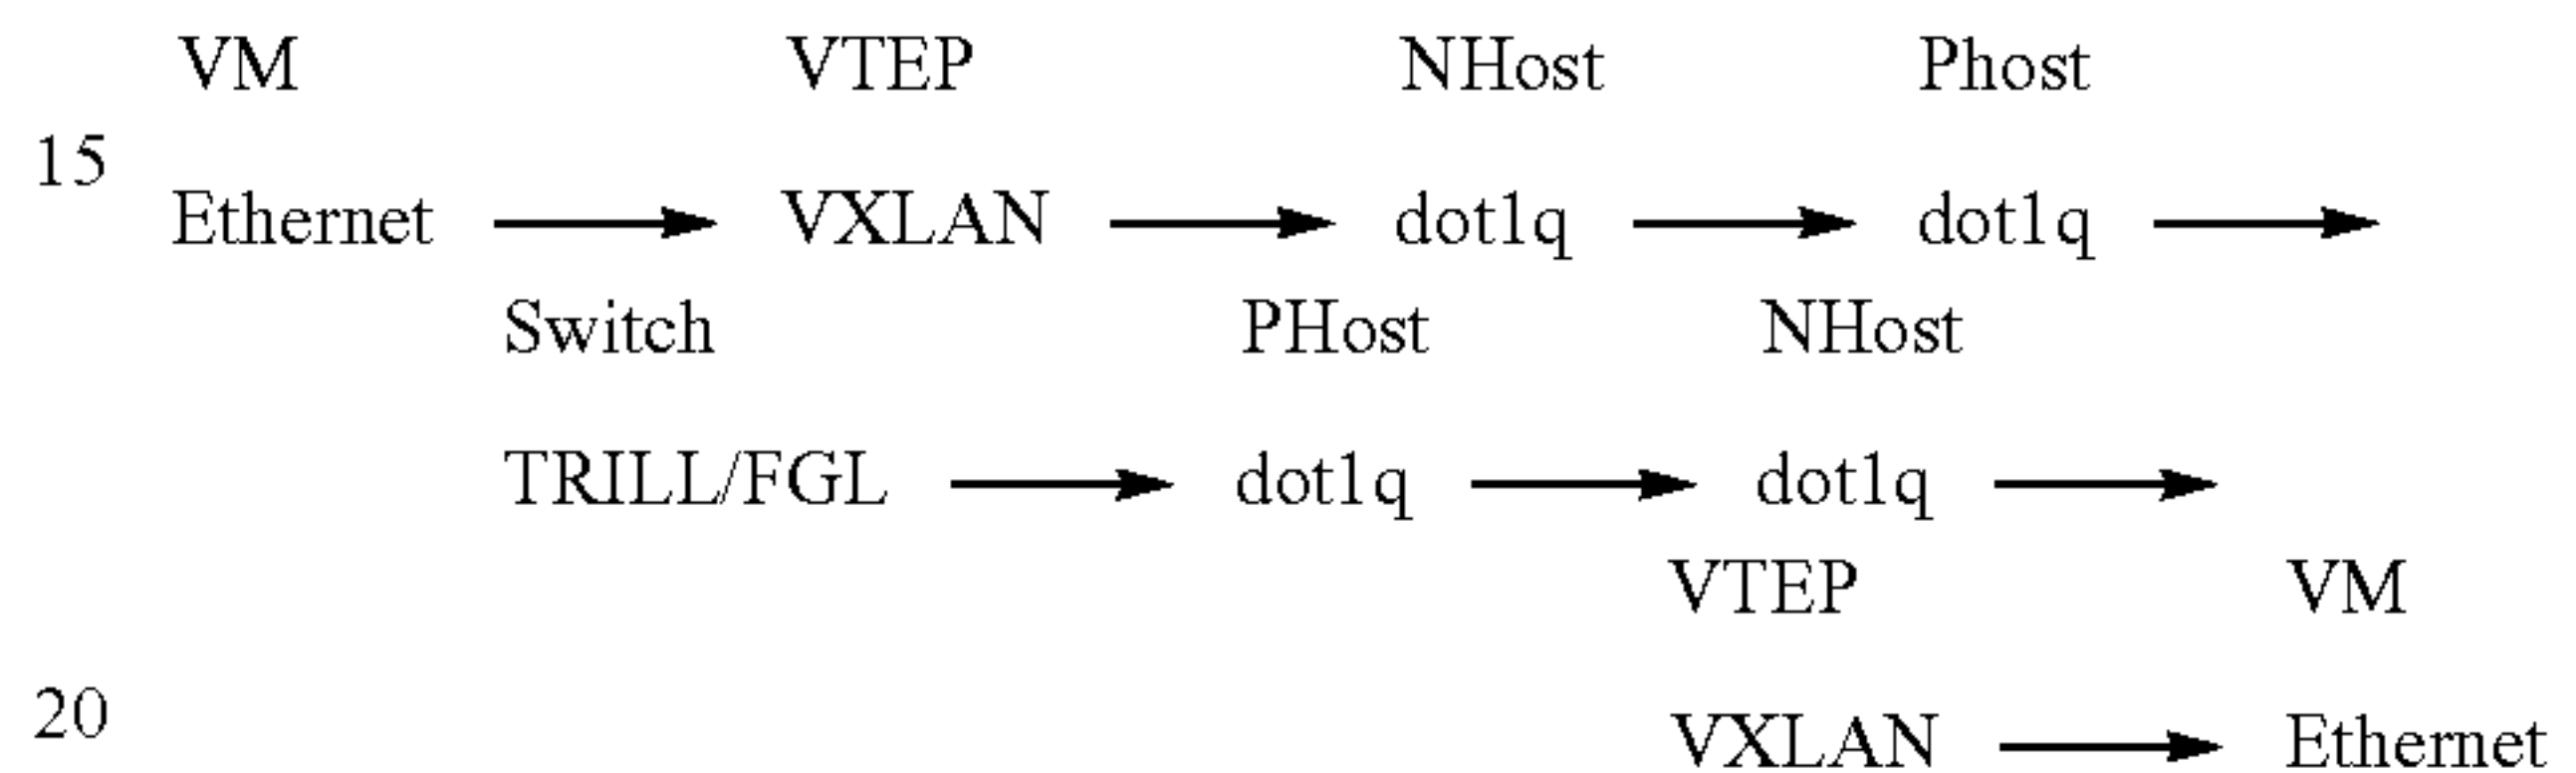 VM VTEP NHost Phost
15
Ethernet VXLAN dot1q dot1q
Switch PHost NHost
TRILL/FGL dot1q dot1q
VTEP VM
20
VXLAN Ethernet